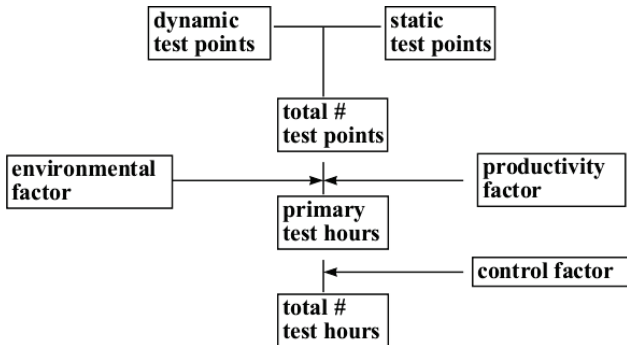 dynamic
test points
static
test points
total #
test points
environmental
factor
productivity
factor
primary
test hours
control factor
total #
test hours